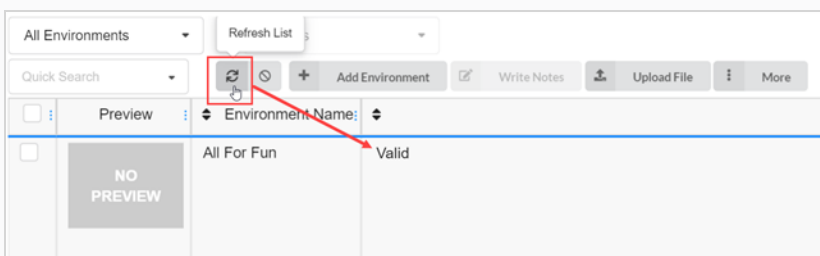 All Environments
Refresh List
s
Quick Search
Add Environment
Write Notes
Upload File
More
Preview
Environment Name
All For Fun
Valid
NO
PREVIEW